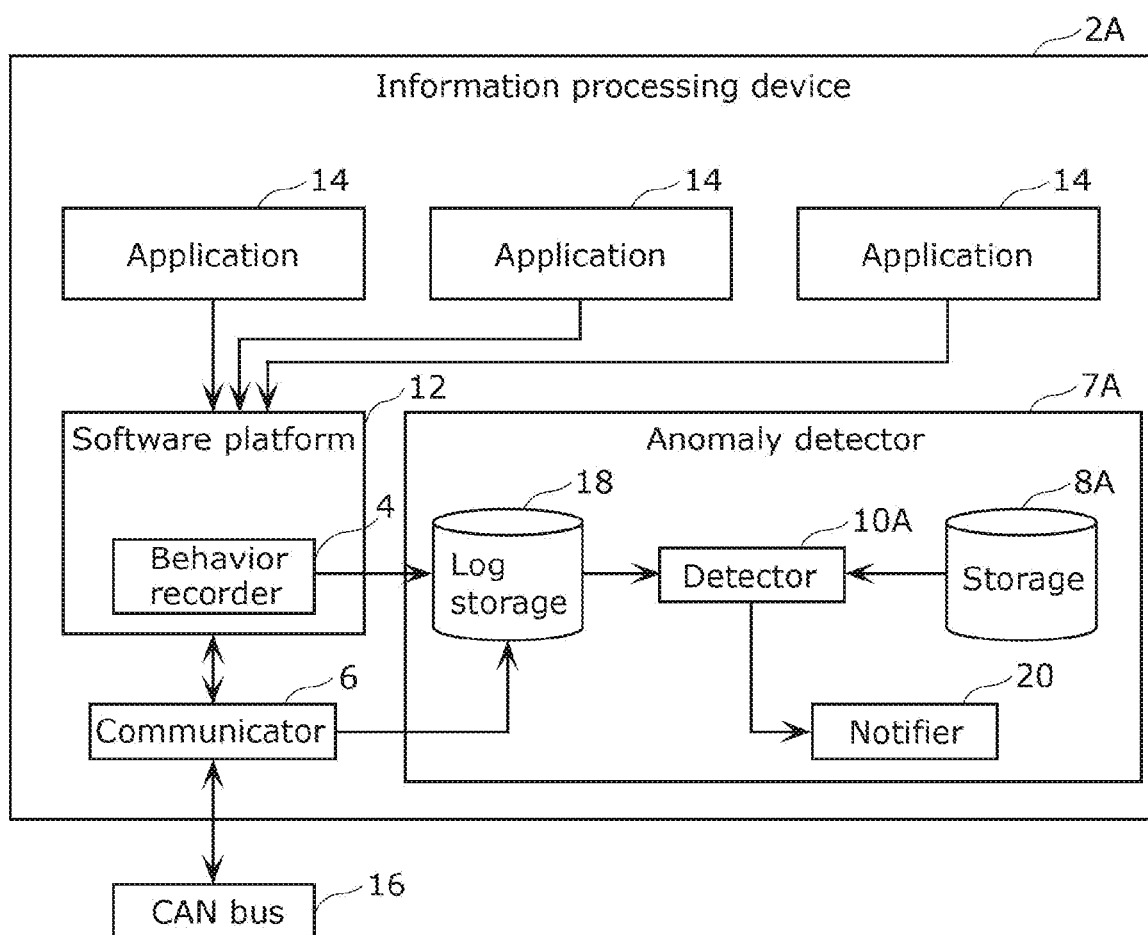 2A
Information processing device
14
14
14
Application
Application
Application
12
7A
Software platform
Anomaly detector
4
18
10A
8A
Behavior
recorder
Log
storage
Detector
Storage
6
20
Communicator
Notifier
16
CAN bus